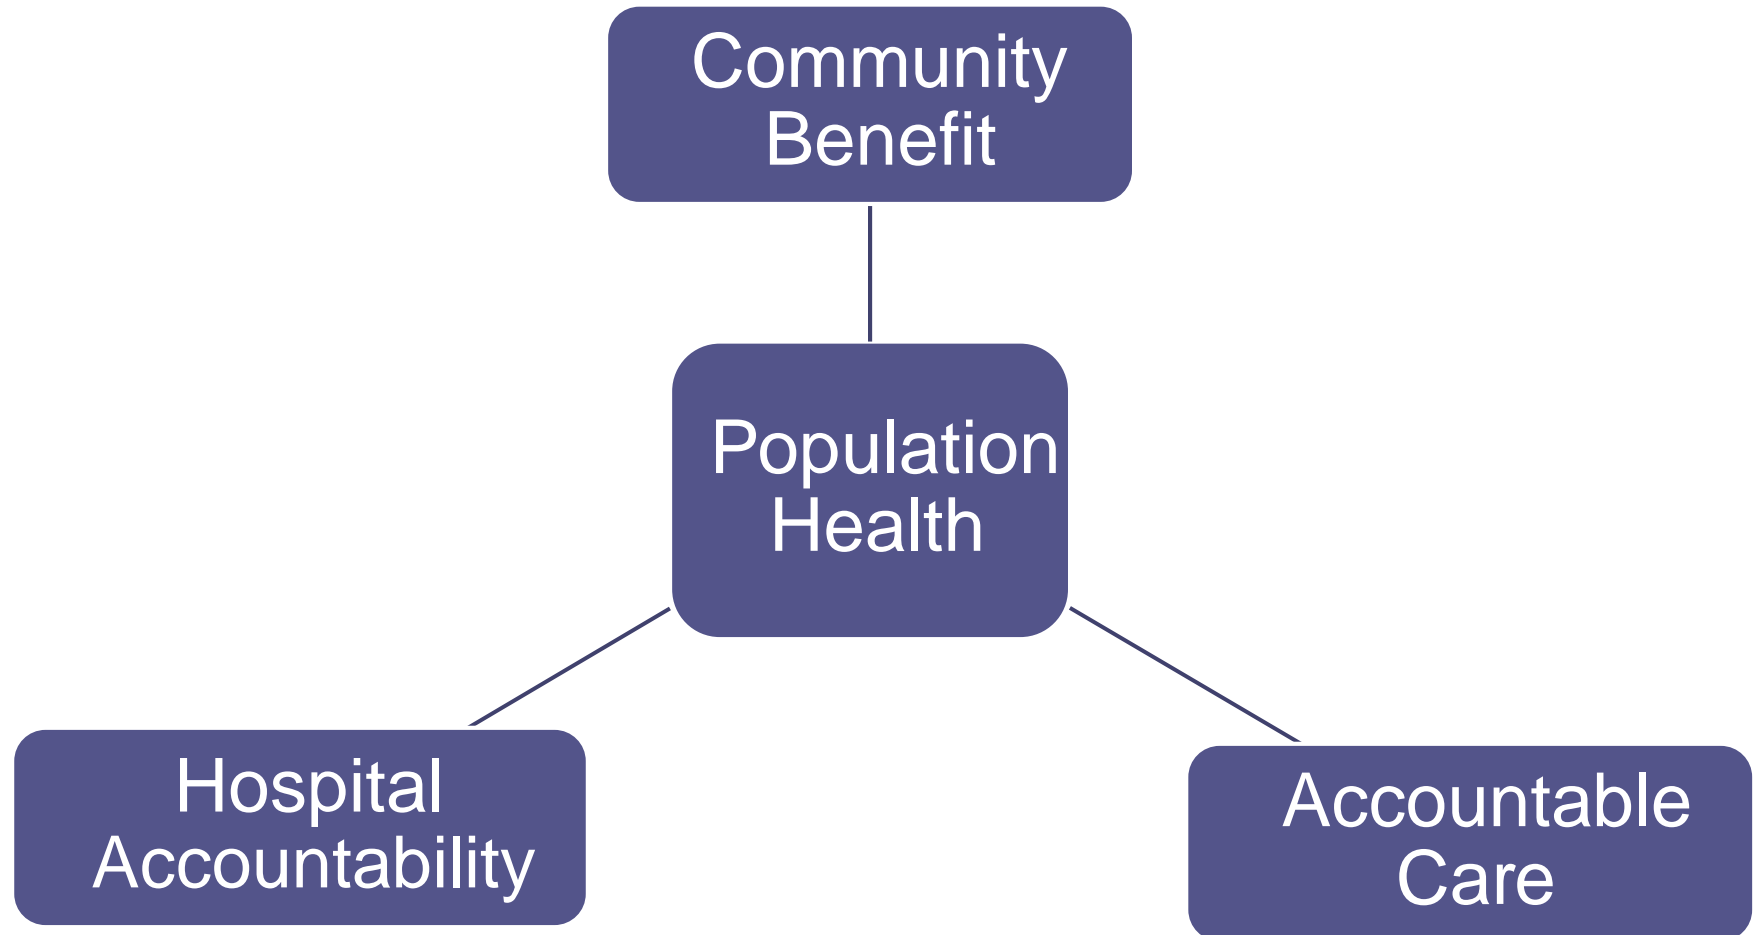 Community
Benefit
Population
Health
Hospital
Accountability
Accountable
Care